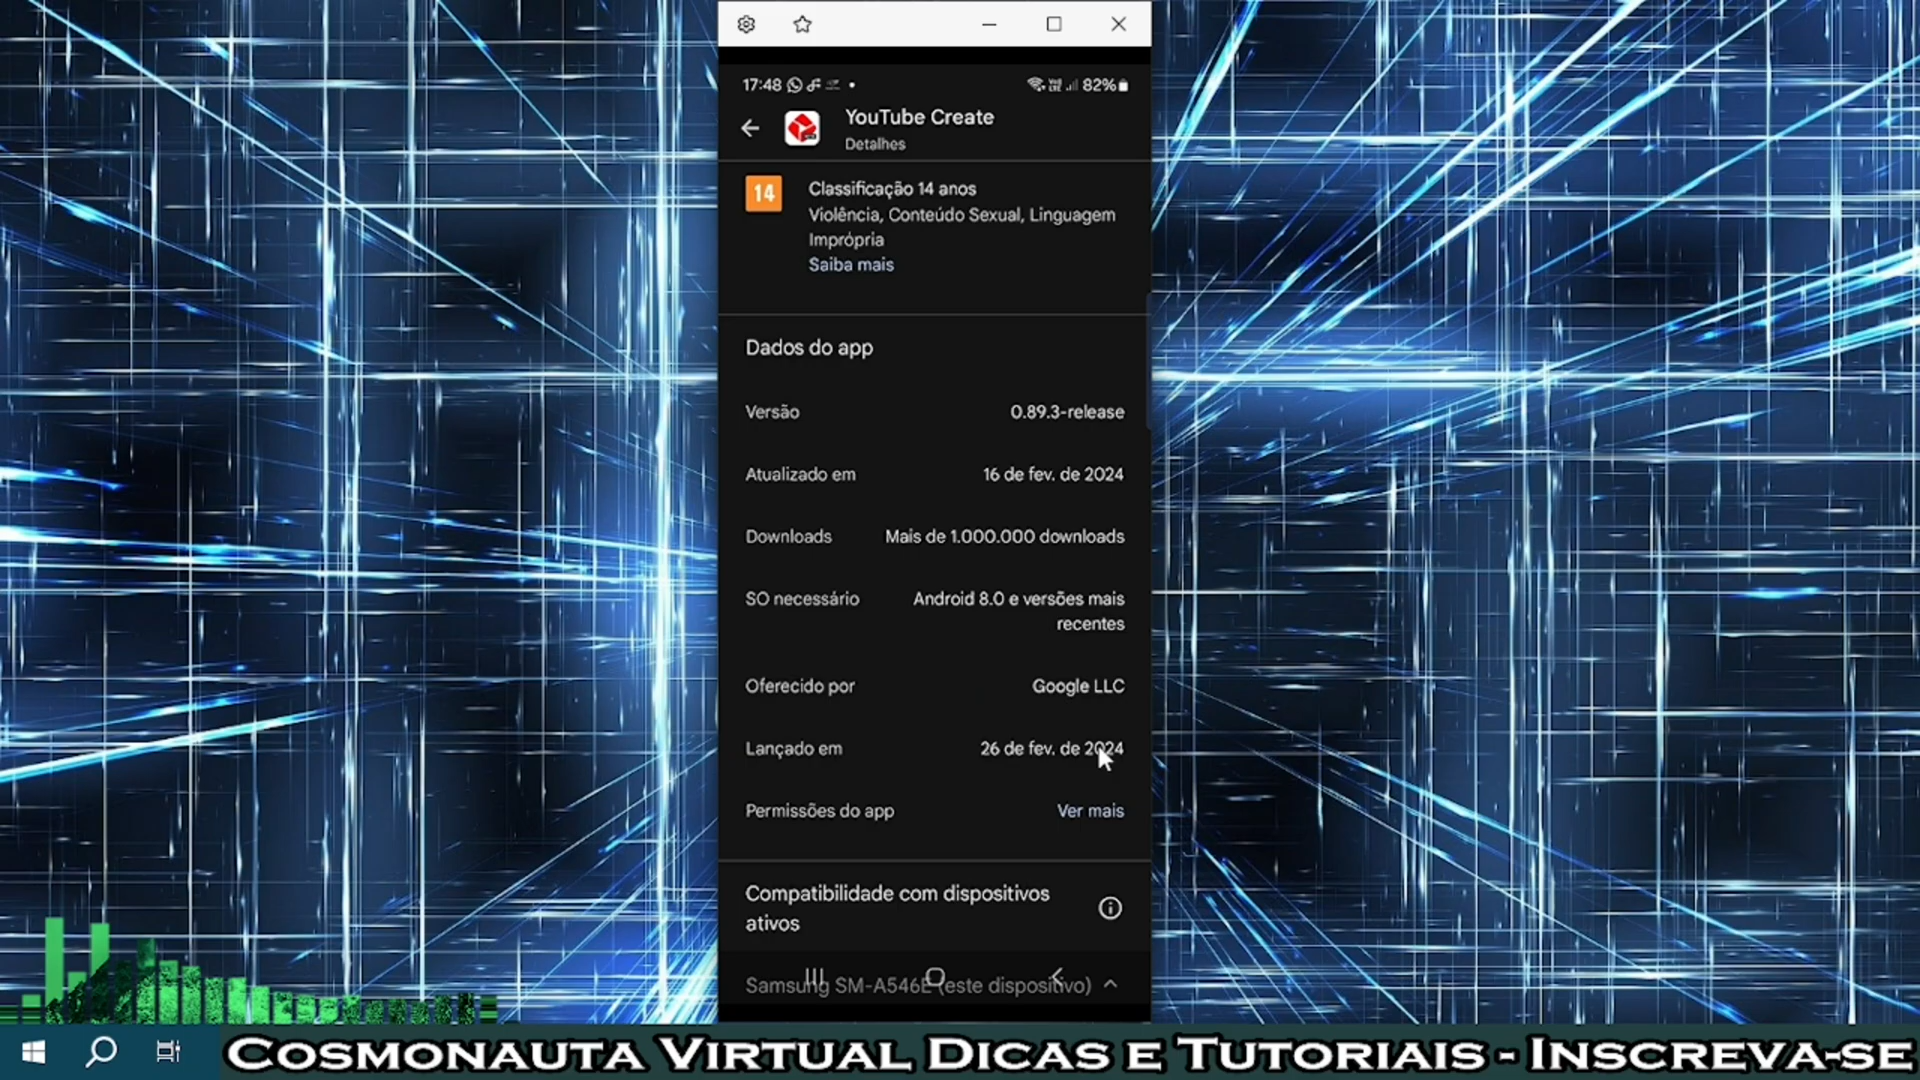 17:48 82%
YouTube Create
Detalhes
14
Classificação 14 anos
Violência, Conteúdo Sexual, Linguagem
Imprópria
Saiba mais
Dados do app
Versão 0.89.3-release
Atualizado em 16 de fev. de 2024
Downloads Mais de 1.000.000 downloads
SO necessário Android 8.0 e versões mais
recentes
Oferecido por Google LLC
Lançado em 26 de fev. de 2024
Permissões do app Ver mais
Compatibilidade com dispositivos
ativos
Samsung SM-A546E (este dispositivo)
Cosmonauta Virtual Dicas e Tutoriais - Inscreva-se